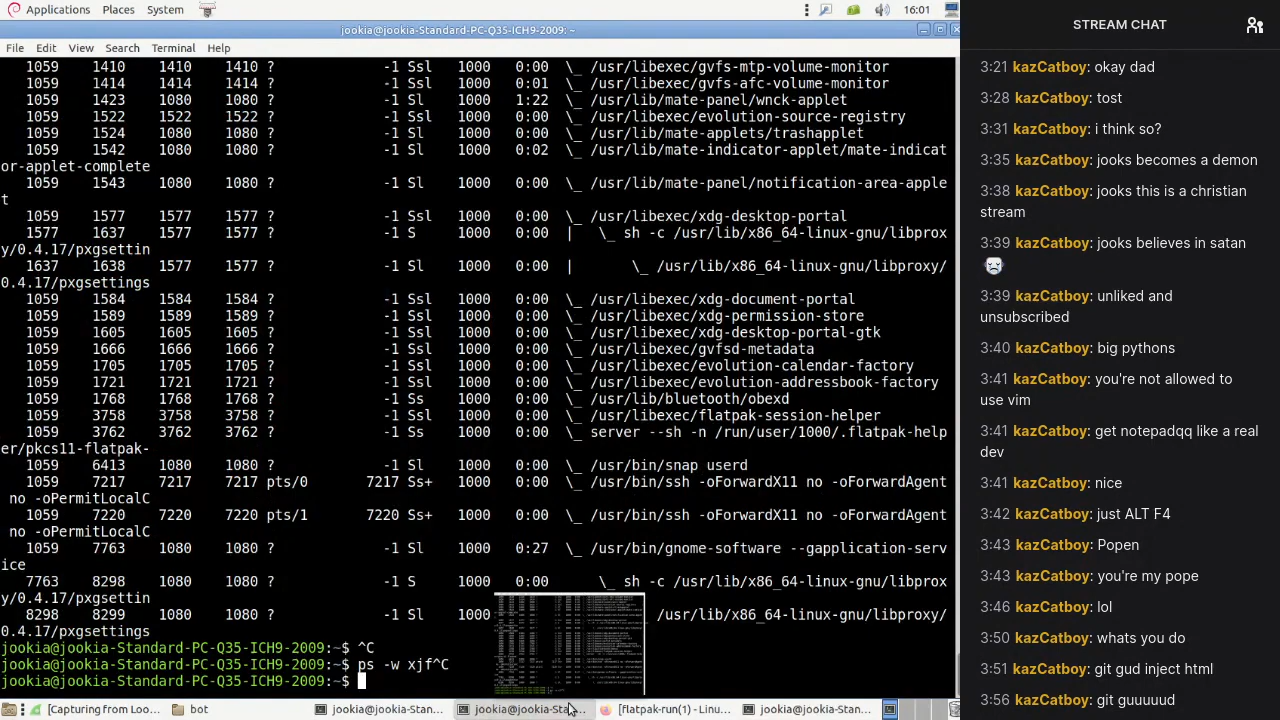 Applications Places System 16:01
jookia@jookia-Standard-PC-Q35-ICH9-2009: ~
File Edit View Search Terminal Help
1059 1410 1410 1410 ? -1 Ssl 1000 0:00 \_ /usr/libexec/gvfs-mtp-volume-monitor
1059 1414 1414 1414 ? -1 Ssl 1000 0:01 \_ /usr/libexec/gvfs-afc-volume-monitor
1059 1423 1080 1080 ? -1 Sl 1000 1:22 \_ /usr/lib/mate-panel/wnck-applet
1059 1522 1522 1522 ? -1 Ssl 1000 0:00 \_ /usr/libexec/evolution-source-registry
1059 1524 1080 1080 ? -1 Sl 1000 0:00 \_ /usr/lib/mate-applets/trashapplet
1059 1542 1080 1080 ? -1 Sl 1000 0:02 \_ /usr/lib/mate-indicator-applet/mate-indicat
or-applet-complete
1059 1543 1080 1080 ? -1 Sl 1000 0:00 \_ /usr/lib/mate-panel/notification-area-apple
t
1059 1577 1577 1577 ? -1 Ssl 1000 0:00 \_ /usr/libexec/xdg-desktop-portal
1577 1637 1577 1577 ? -1 S 1000 0:00 | \_ sh -c /usr/lib/x86_64-linux-gnu/libprox
y/0.4.17/pxgsettin
1637 1638 1577 1577 ? -1 Sl 1000 0:00 | \_ /usr/lib/x86_64-linux-gnu/libproxy/
0.4.17/pxgsettings
1059 1584 1584 1584 ? -1 Ssl 1000 0:00 \_ /usr/libexec/xdg-document-portal
1059 1589 1589 1589 ? -1 Ssl 1000 0:00 \_ /usr/libexec/xdg-permission-store
1059 1605 1605 1605 ? -1 Ssl 1000 0:00 \_ /usr/libexec/xdg-desktop-portal-gtk
1059 1666 1666 1666 ? -1 Ssl 1000 0:00 \_ /usr/libexec/gvfsd-metadata
1059 1705 1705 1705 ? -1 Ssl 1000 0:00 \_ /usr/libexec/evolution-calendar-factory
1059 1721 1721 1721 ? -1 Ssl 1000 0:00 \_ /usr/libexec/evolution-addressbook-factory
1059 1768 1768 1768 ? -1 Ss 1000 0:00 \_ /usr/lib/bluetooth/obexd
1059 3758 3758 3758 ? -1 Ssl 1000 0:00 \_ /usr/libexec/flatpak-session-helper
1059 3762 3762 3762 ? -1 Ss 1000 0:00 \_ server --sh -n /run/user/1000/.flatpak-help
er/pkcs11-flatpak-
1059 6413 1080 1080 ? -1 Sl 1000 0:00 \_ /usr/bin/snap userd
1059 7217 7217 7217 pts/0 7217 Ss+ 1000 0:00 \_ /usr/bin/ssh -oForwardX11 no -oForwardAgent
no -oPermitLocalC
1059 7220 7220 7220 pts/1 7220 Ss+ 1000 0:00 \_ /usr/bin/ssh -oForwardX11 no -oForwardAgent
no -oPermitLocalC
1059 7763 1080 1080 ? -1 Sl 1000 0:27 \_ /usr/bin/gnome-software --gapplication-serv
ice
7763 8298 1080 1080 ? -1 S 1000 0:00 \_ sh -c /usr/lib/x86_64-linux-gnu/libprox
y/0.4.17/pxgsettin
8298 8299 1080 1080 ? -1 Sl 1000 0:00 /usr/lib/x86_64-linux-gnu/libproxy/
0.4.17/pxgsettings
jookia@jookia-Standard-PC-Q35-ICH9-2009:~$ ^C
jookia@jookia-Standard-PC-Q35-ICH9-2009:~$ ps -w xjf^C
jookia@jookia-Standard-PC-Q35-ICH9-2009:~$
[Capturing from Loo... bot jookia@jookia-Stan... jookia@jookia-Sta... [flatpak-run(1) - Linu... jookia@jookia-Stan...
STREAM CHAT
3:21 kazCatboy: okay dad
3:28 kazCatboy: tost
3:31 kazCatboy: i think so?
3:35 kazCatboy: jooks becomes a demon
3:38 kazCatboy: jooks this is a christian
stream
3:39 kazCatboy: jooks believes in satan
3:39 kazCatboy: unliked and
unsubscribed
3:40 kazCatboy: big pythons
3:41 kazCatboy: you're not allowed to
use vim
3:41 kazCatboy: get notepadqq like a real
dev
3:41 kazCatboy: nice
3:42 kazCatboy: just ALT F4
3:43 kazCatboy: Popen
3:43 kazCatboy: you're my pope
3:46 kazCatboy: lol
3:48 kazCatboy: whats you do
kazCatboy: git gud inject html
3:56 kazCatboy: git guuuuud